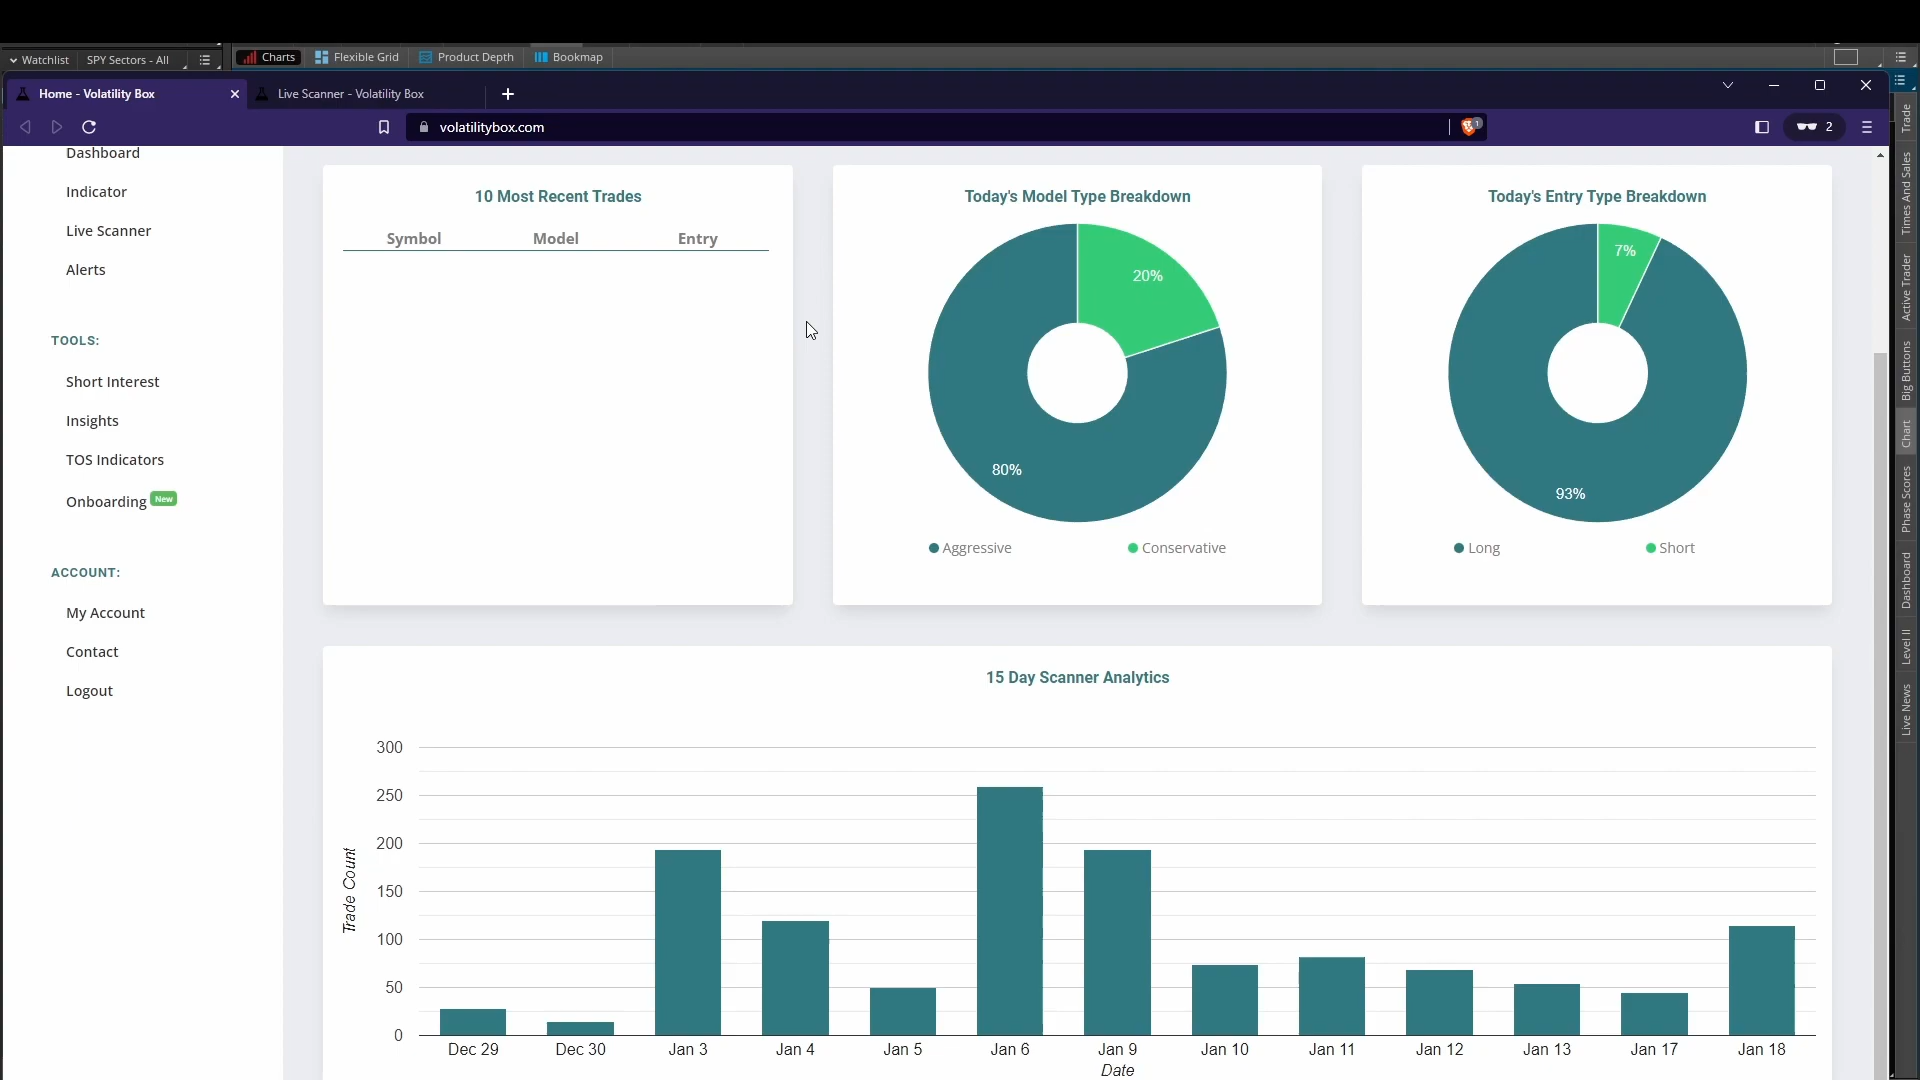 Watchlist SPY Sectors - All Charts Flexible Grid Product Depth Bookmap
Home - Volatility Box Live Scanner - Volatility Box
volatilitybox.com 1 2
Dashboard
Indicator
Live Scanner
Alerts
TOOLS:
Short Interest
Insights
TOS Indicators
Onboarding New
ACCOUNT:
My Account
Contact
Logout
10 Most Recent Trades
Symbol Model Entry
Today's Model Type Breakdown
20%
80%
Aggressive Conservative
Today's Entry Type Breakdown
7%
93%
Long Short
15 Day Scanner Analytics
Trade Count
300
250
200
150
100
50
0
Dec 29 Dec 30 Jan 3 Jan 4 Jan 5 Jan 6 Jan 9 Jan 10 Jan 11 Jan 12 Jan 13 Jan 17 Jan 18
Date
Trade
Times And Sales
Active Trader
Big Buttons
Chart
Phase Scores
Dashboard
Level II
Live News